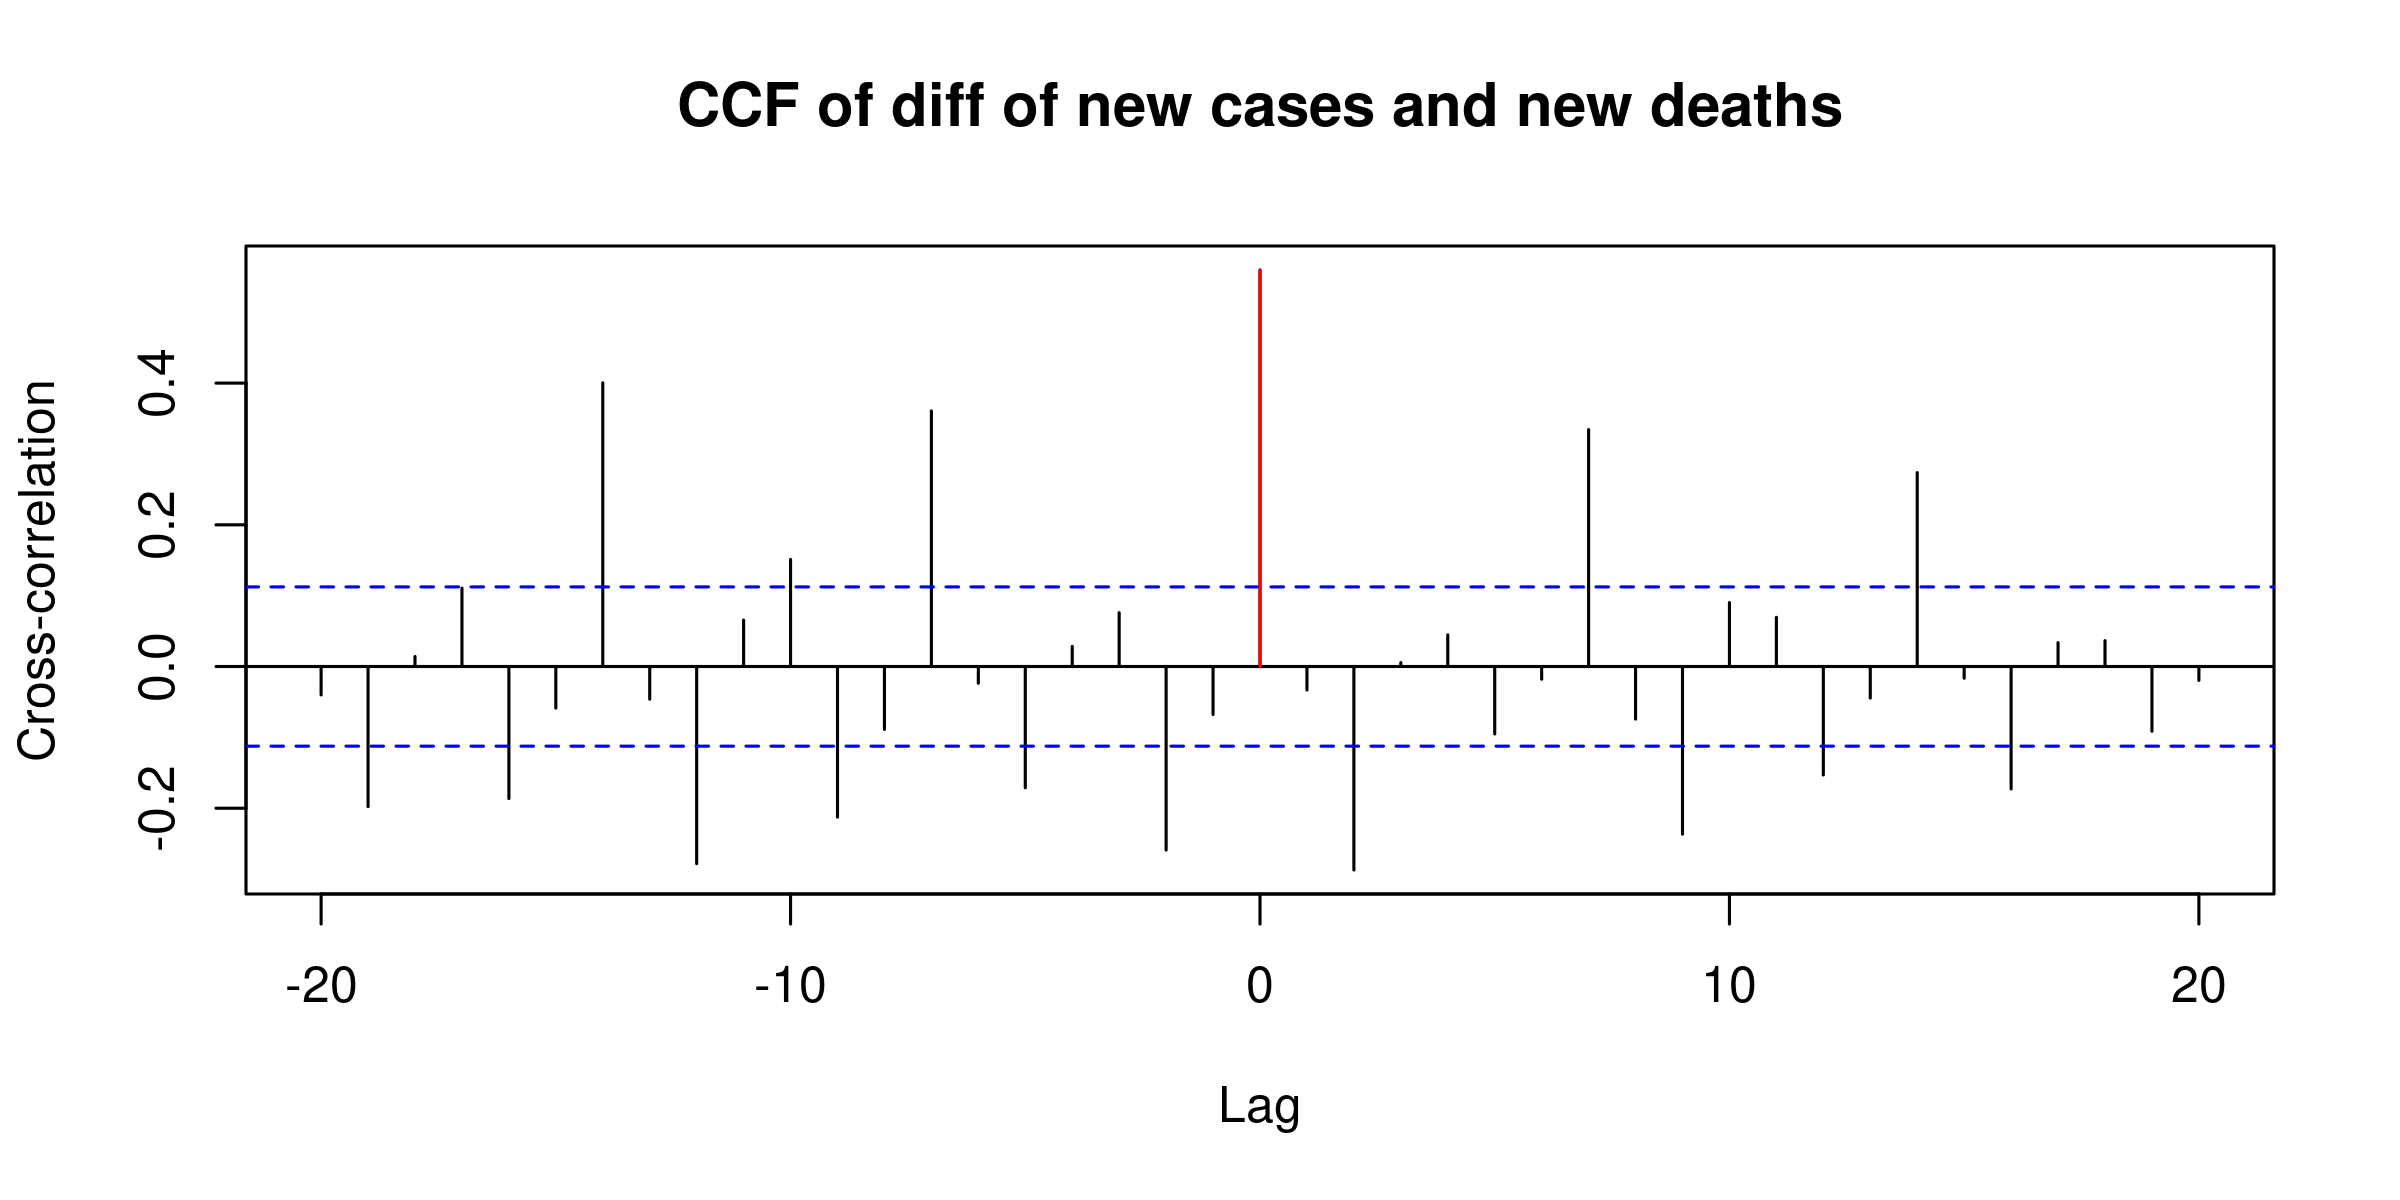 CCF of diff of new cases and new deaths
Cross-correlation
0.4
0.2
0.0
-0.2
-20 -10 0 10 20
Lag